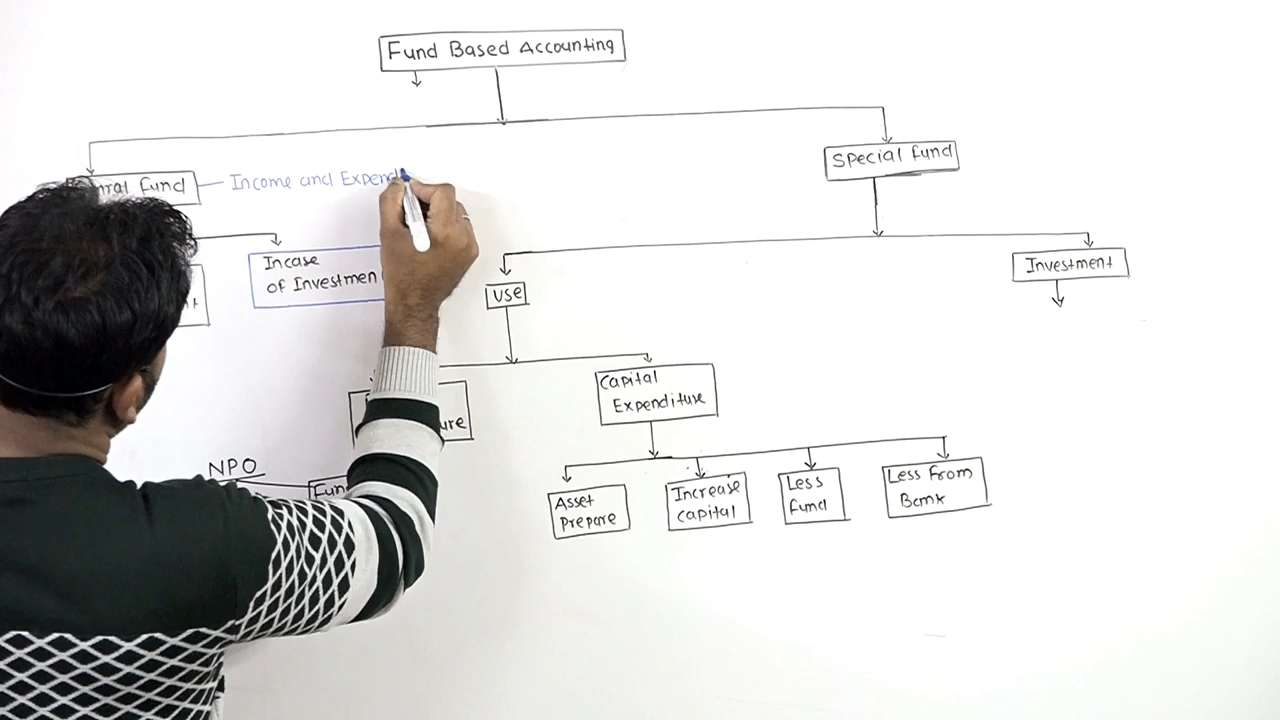 Fund Based Accounting
Special Fund
Fund
Income and Expend
Incase
of Investmen
Use
Investment
Capital
Expenditure
NPO
Asset
Prepare
Increase
Capital
Less
Fund
Less From
Bank